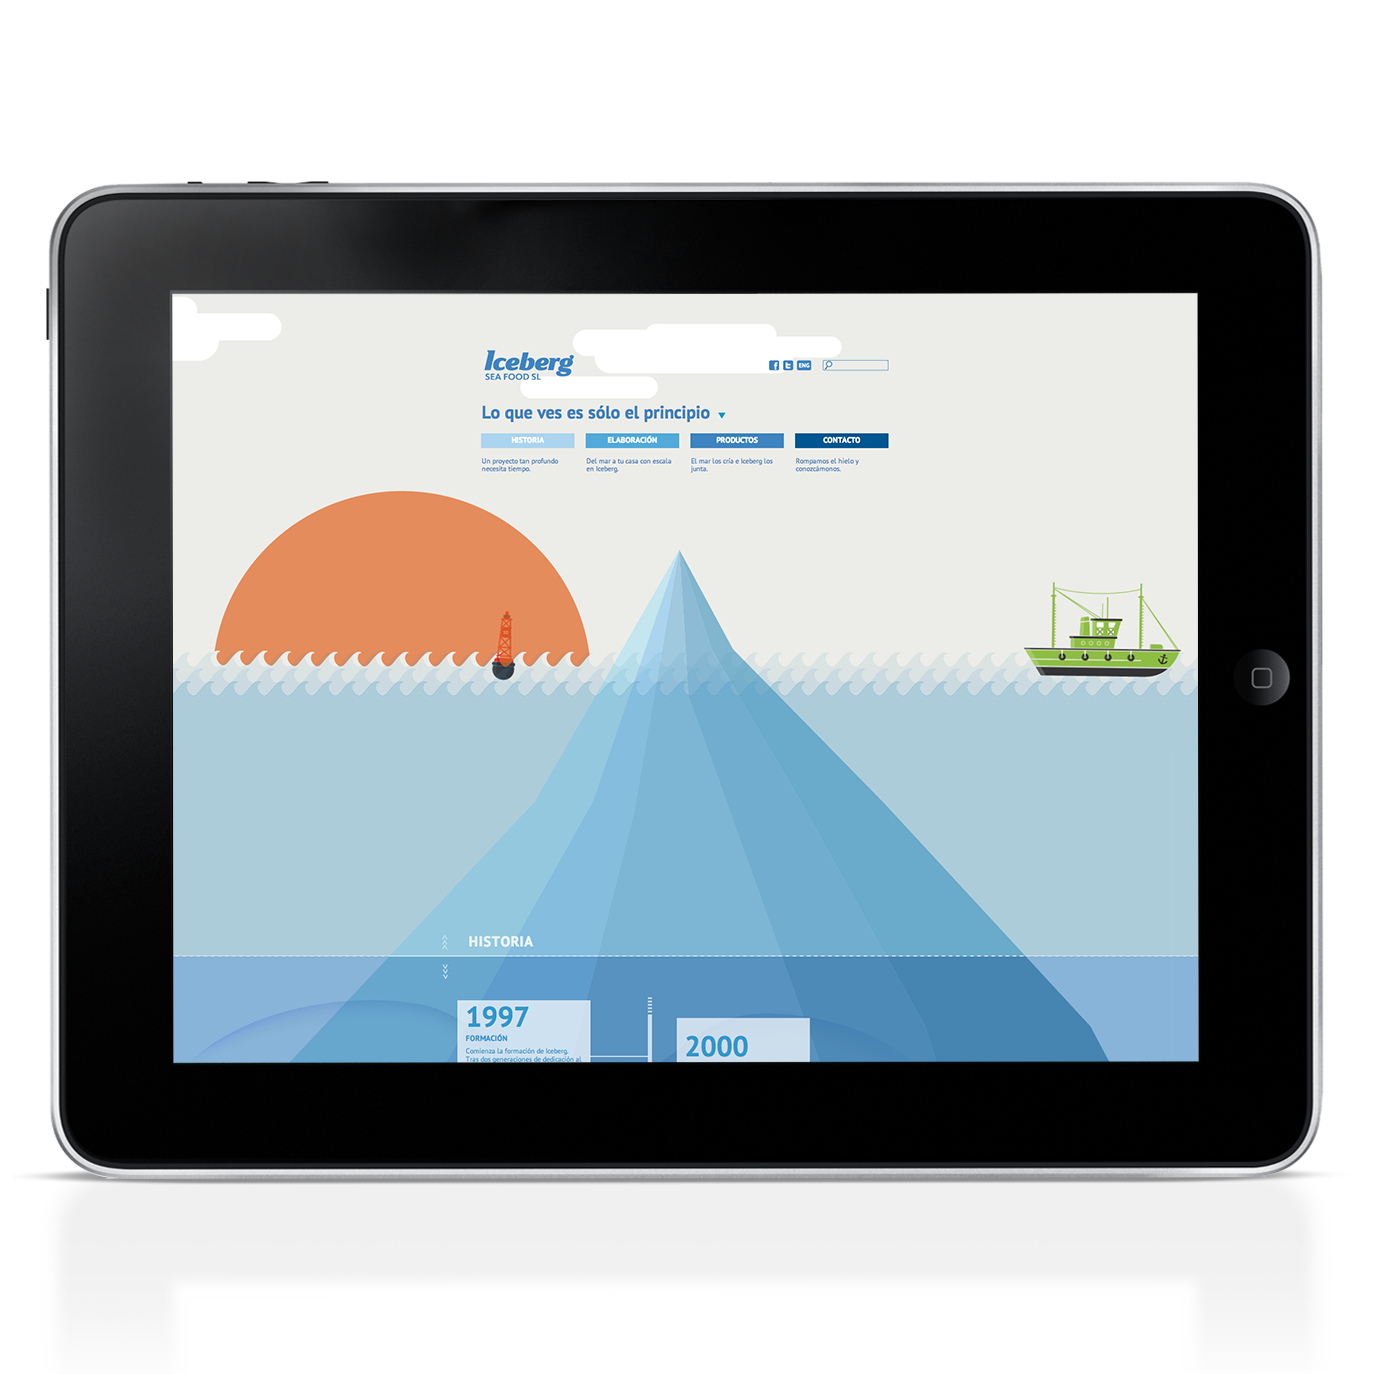 Iceberg
SEA FOOD SL
ENG
Lo que ves es sólo el principio
HISTORIA
ELABORACIÓN
PRODUCTOS
CONTACTO
Un proyecto tan profundo
necesita tiempo.
Del mar a tu casa con escala
en Iceberg.
El mar los cría e Iceberg los
junta.
Rompamos el hielo y
conozcámonos.
HISTORIA
1997
FORMACIÓN
Comienza la formación de Iceberg.
Tras dos generaciones de dedicación al
2000